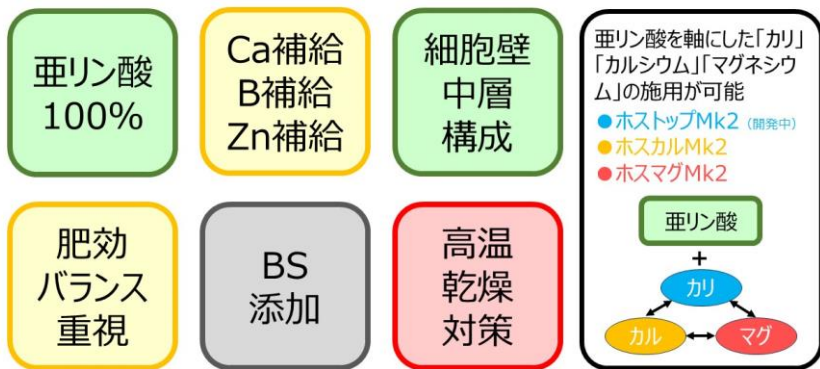 亜リン酸
100%
Ca補給
B補給
Zn補給
細胞壁
中層
構成
肥効
バランス
重視
BS
添加
高温
乾燥
対策
亜リン酸を軸にした「カリ」
「カルシウム」「マグネシウ
ム」の施用が可能
●ホストップMk2 (開発中)
●ホスカルMk2
●ホスマグMk2
亜リン酸
+
カリ
カル
マグ